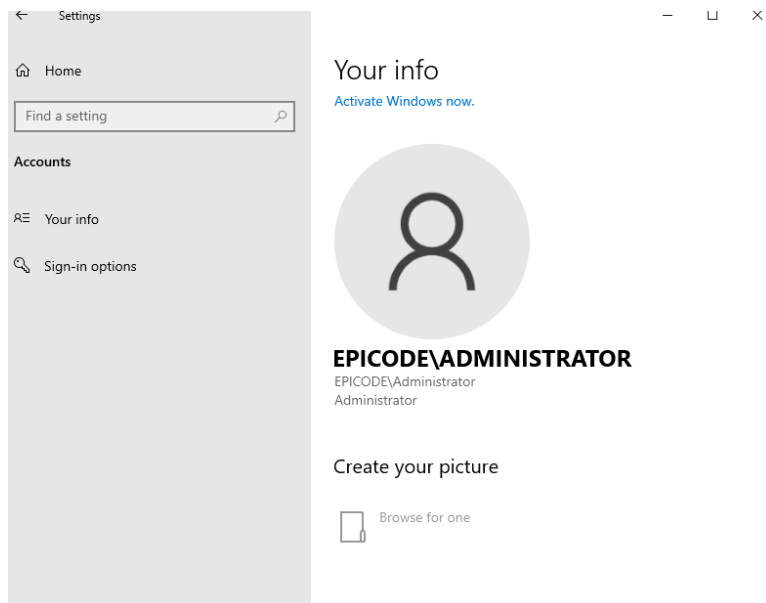 Settings
Home
Find a setting
Accounts
Your info
Sign-in options
Your info
Activate Windows now.
EPICODE\ADMINISTRATOR
EPICODE\Administrator
Administrator
Create your picture
Browse for one